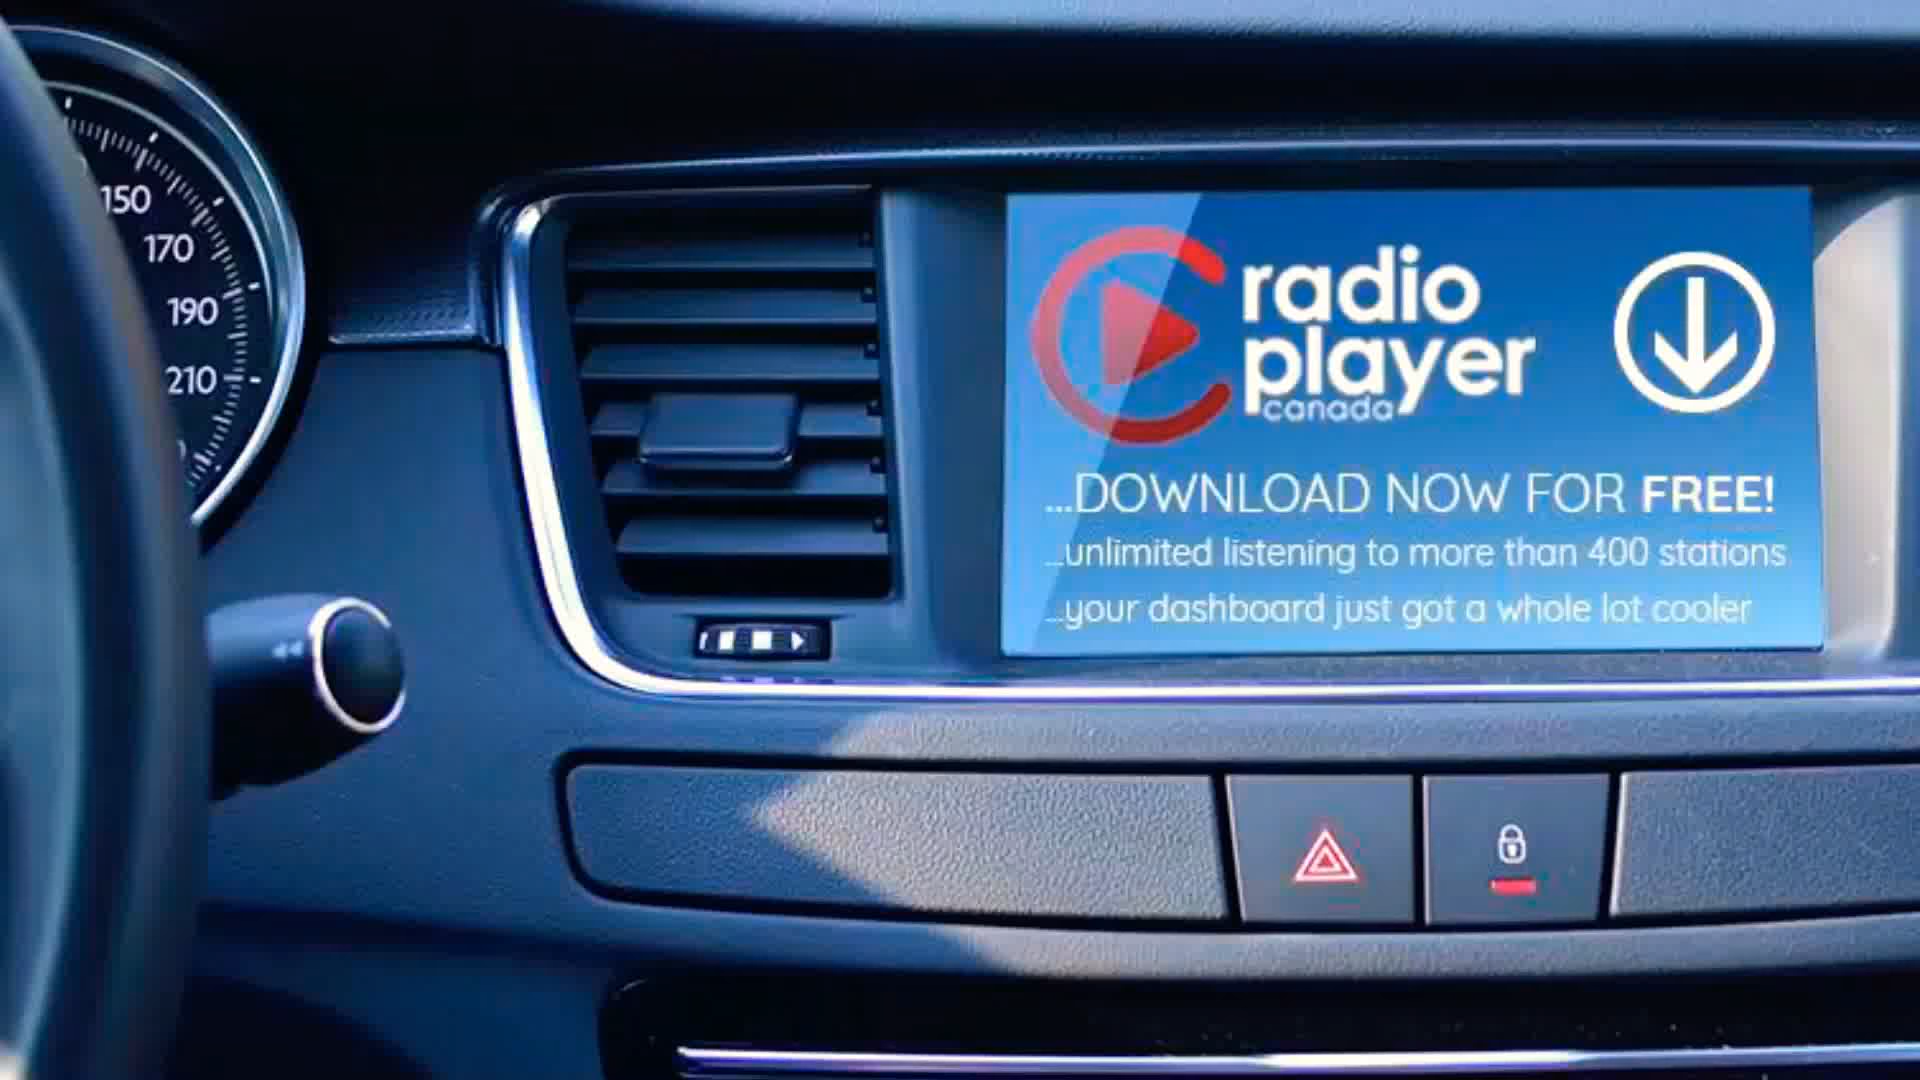 150
170
190
210
radio
player
canada
...DOWNLOAD NOW FOR FREE!
...unlimited listening to more than 400 stations
...your dashboard just got a whole lot cooler